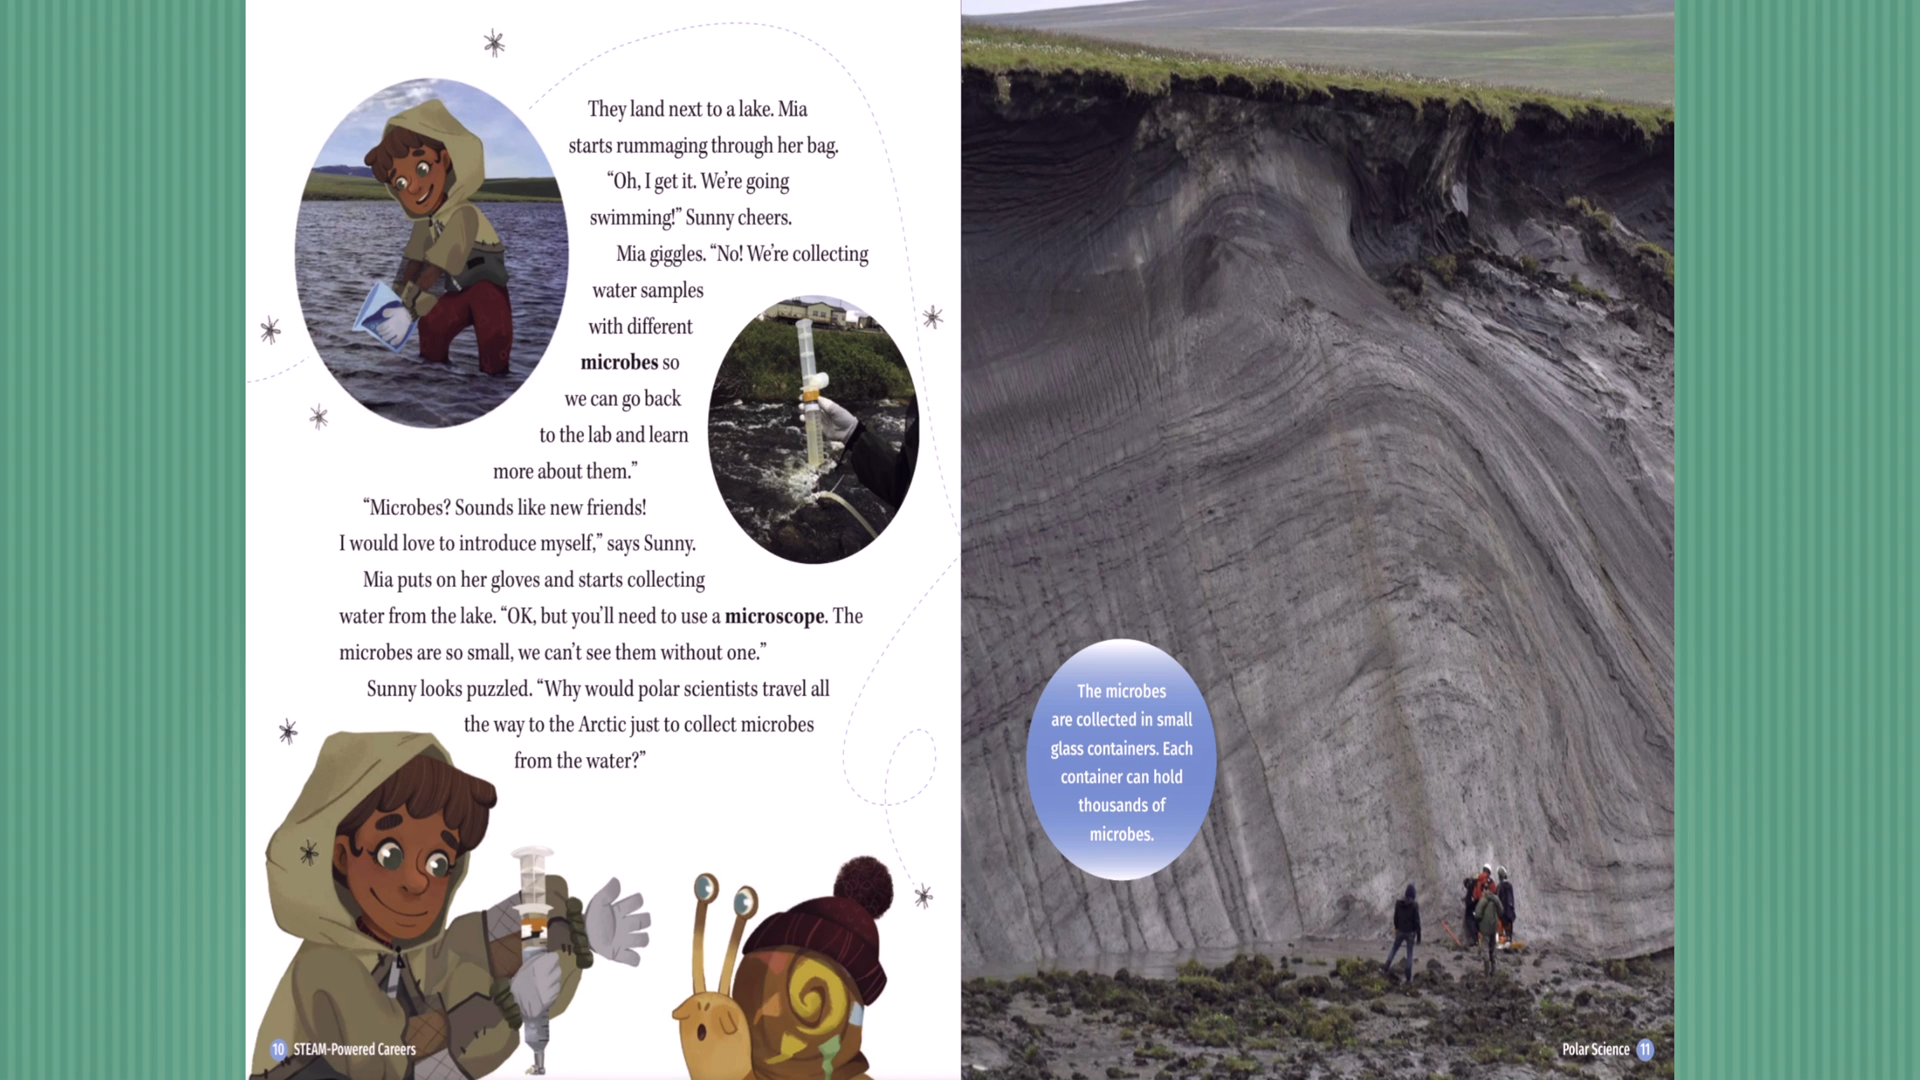 They land next to a lake. Mia
starts rummaging through her bag.
“Oh, I get it. We’re going
swimming!” Sunny cheers.
Mia giggles. “No! We’re collecting
water samples
with different
microbes so
we can go back
to the lab and learn
more about them.”
“Microbes? Sounds like new friends!
I would love to introduce myself,” says Sunny.
Mia puts on her gloves and starts collecting
water from the lake. “OK, but you’ll need to use a microscope. The
microbes are so small, we can’t see them without one.”
Sunny looks puzzled. “Why would polar scientists travel all
the way to the Arctic just to collect microbes
from the water?”
10 STEAM-Powered Careers
The microbes
are collected in small
glass containers. Each
container can hold
thousands of
microbes.
Polar Science 11